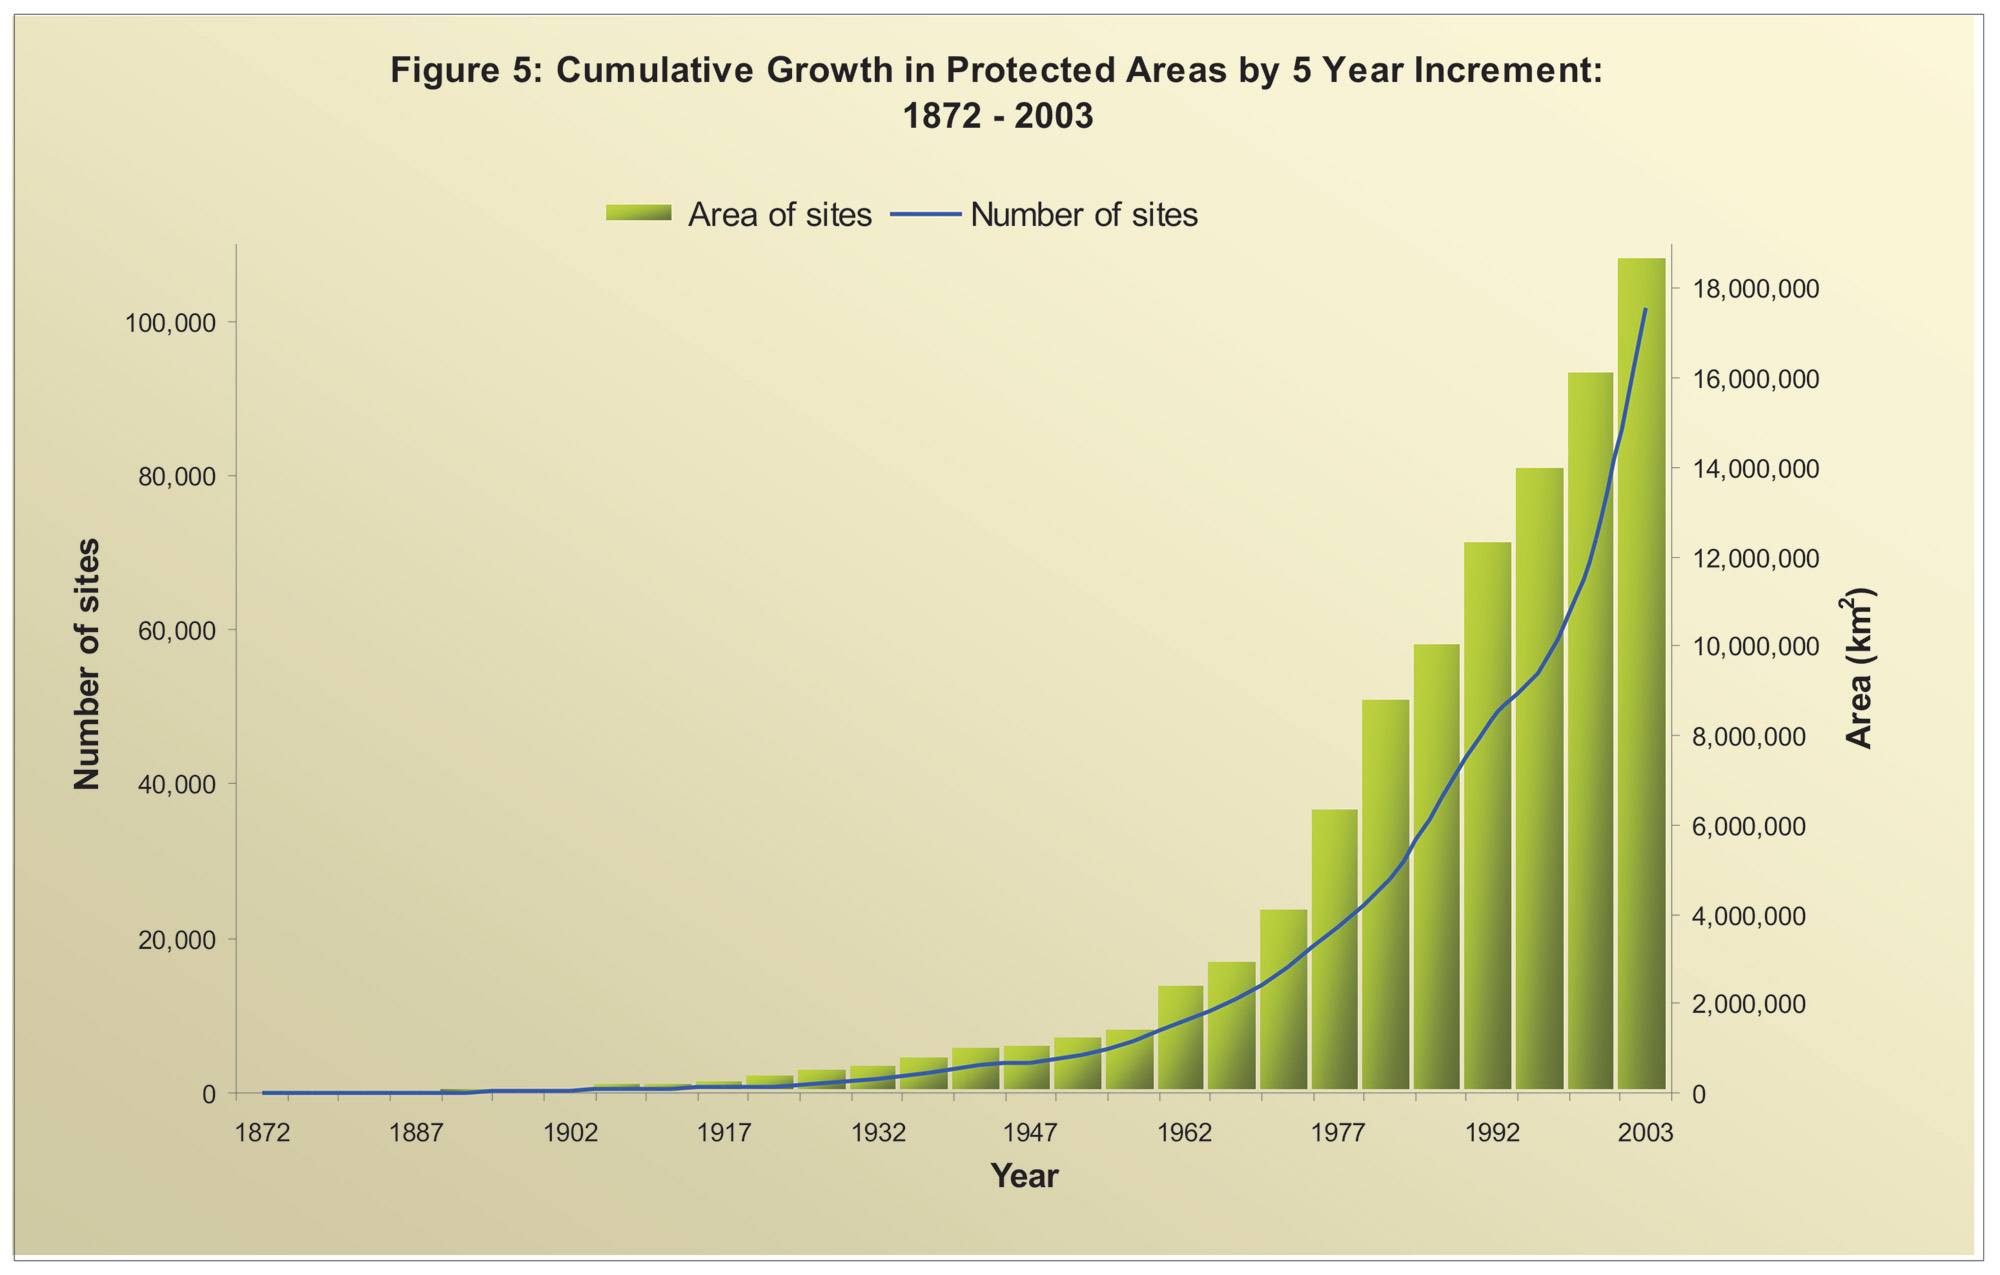 Figure 5: Cumulative Growth in Protected Areas by 5 Year Increment:
1872 - 2003
Area of sites
Number of sites
Number of sites
100,000
80,000
60,000
40,000
20,000
0
18,000,000
16,000,000
14,000,000
12,000,000
10,000,000
8,000,000
6,000,000
4,000,000
2,000,000
0
Area (km²)
1872 1887 1902 1917 1932 1947 1962 1977 1992 2003
Year